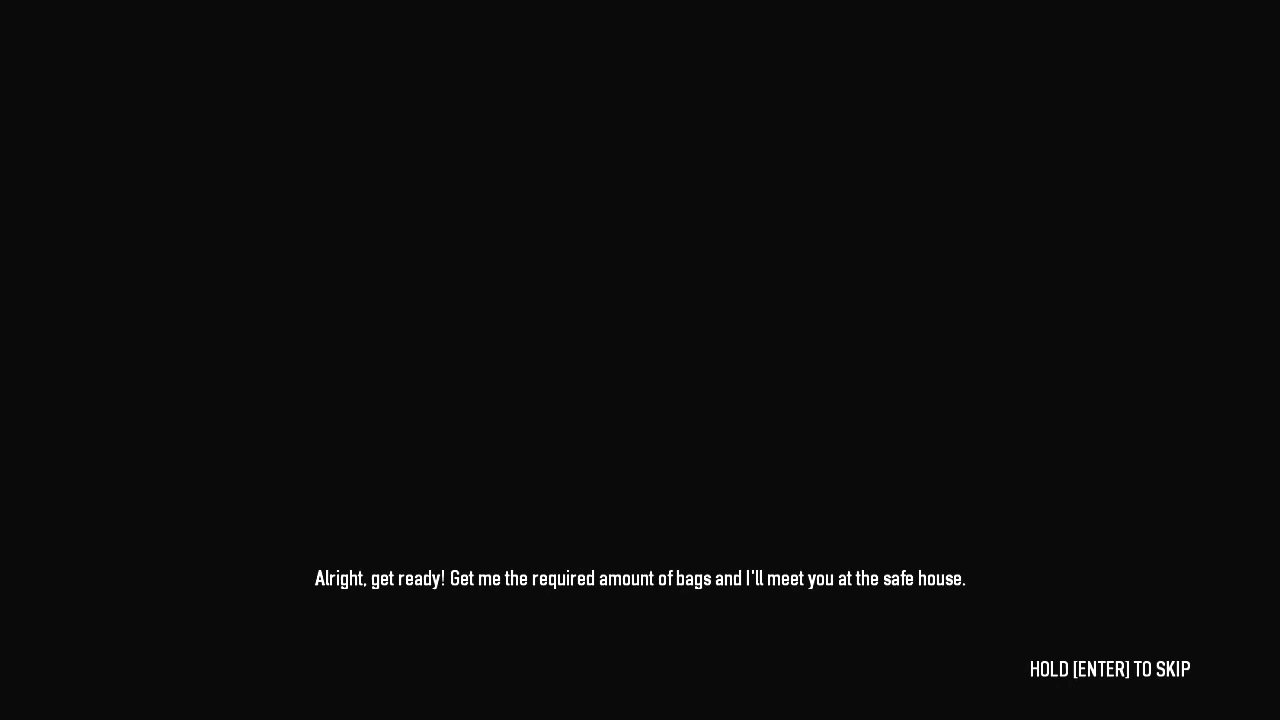 Alright, get ready! Get me the required amount of bags and I'll meet you at the safe house.
HOLD [ENTER] TO SKIP